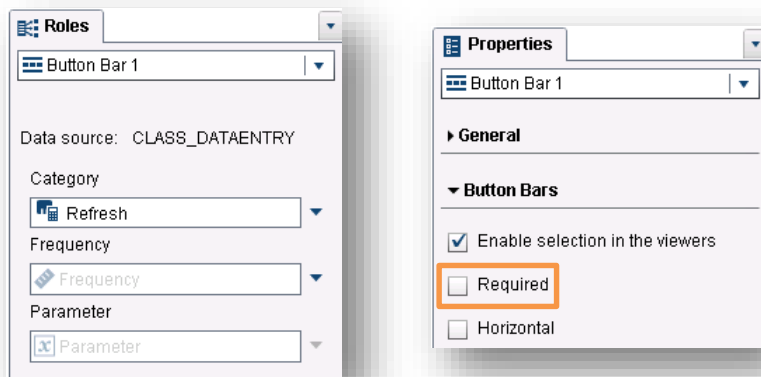 Roles
Button Bar 1
Data source: CLASS_DATAENTRY
Category
Refresh
Frequency
Frequency
Parameter
Parameter
Properties
Button Bar 1
General
Button Bars
Enable selection in the viewers
Required
Horizontal